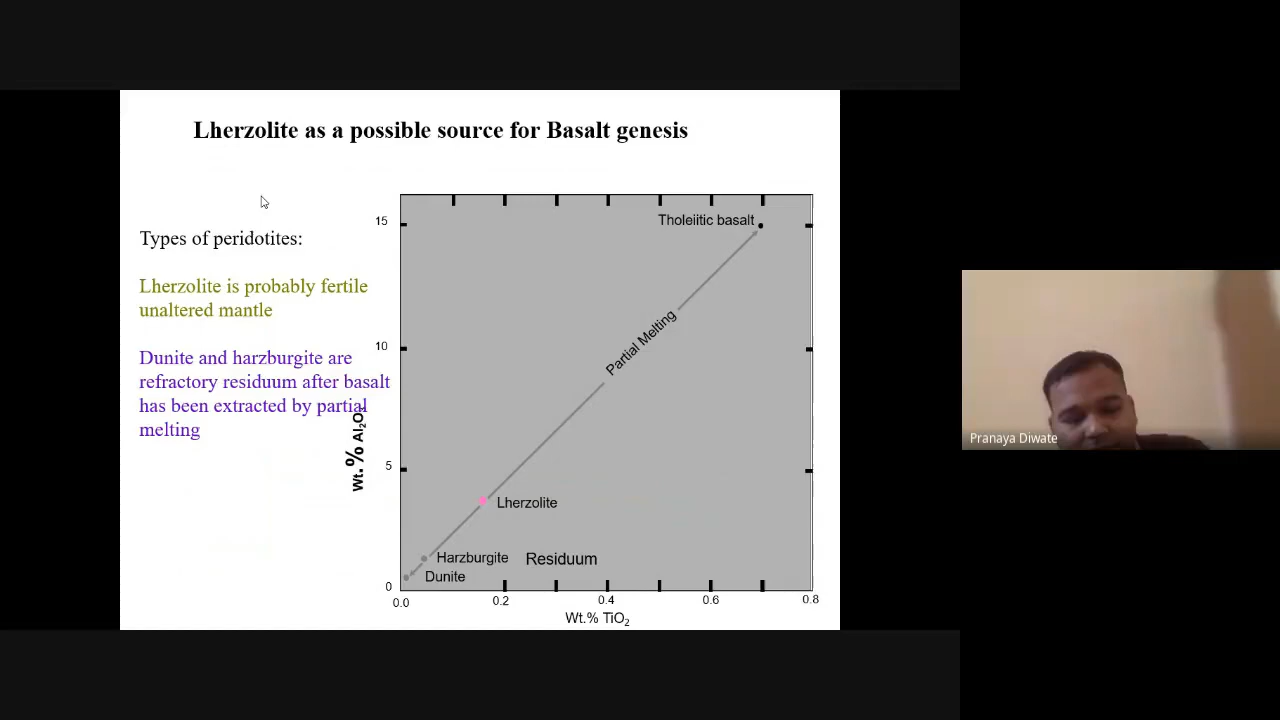 Lherzolite as a possible source for Basalt genesis
Types of peridotites:
Lherzolite is probably fertile
unaltered mantle
Dunite and harzburgite are
refractory residuum after basalt
has been extracted by partial
melting
Wt.% Al₂O₃
15
10
5
0
Tholeiitic basalt
Partial Melting
Lherzolite
Harzburgite
Residuum
Dunite
0.0
0.2
0.4
0.6
0.8
Wt.% TiO₂
Pranaya Diwate